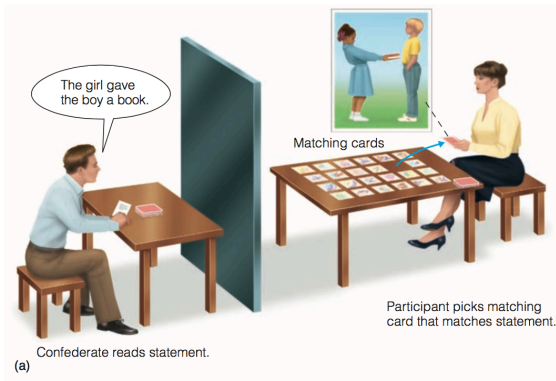 The girl gave
the boy a book.
Matching cards
Participant picks matching
card that matches statement.
Confederate reads statement.
(a)